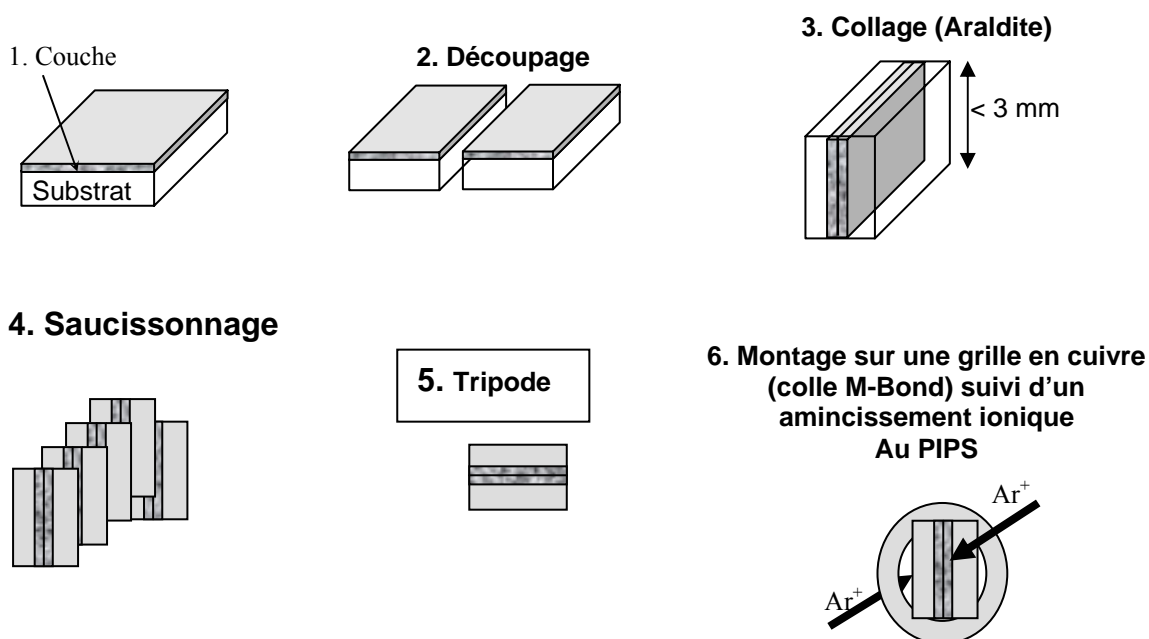 1. Couche
Substrat
2. Découpage
3. Collage (Araldite)
< 3 mm
4. Saucissonnage
5. Tripode
6. Montage sur une grille en cuivre
(colle M-Bond) suivi d'un
amincissement ionique
Au PIPS
Ar+
Ar+